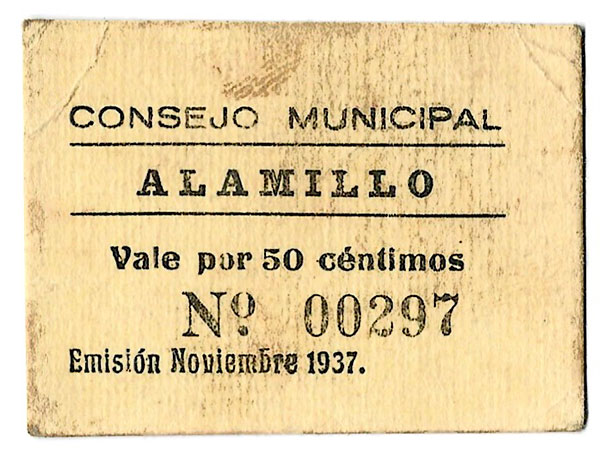 CONSEJO MUNICIPAL
ALAMILLO
Vale por 50 céntimos
Nº 00297
Emisión Noviembre 1937.